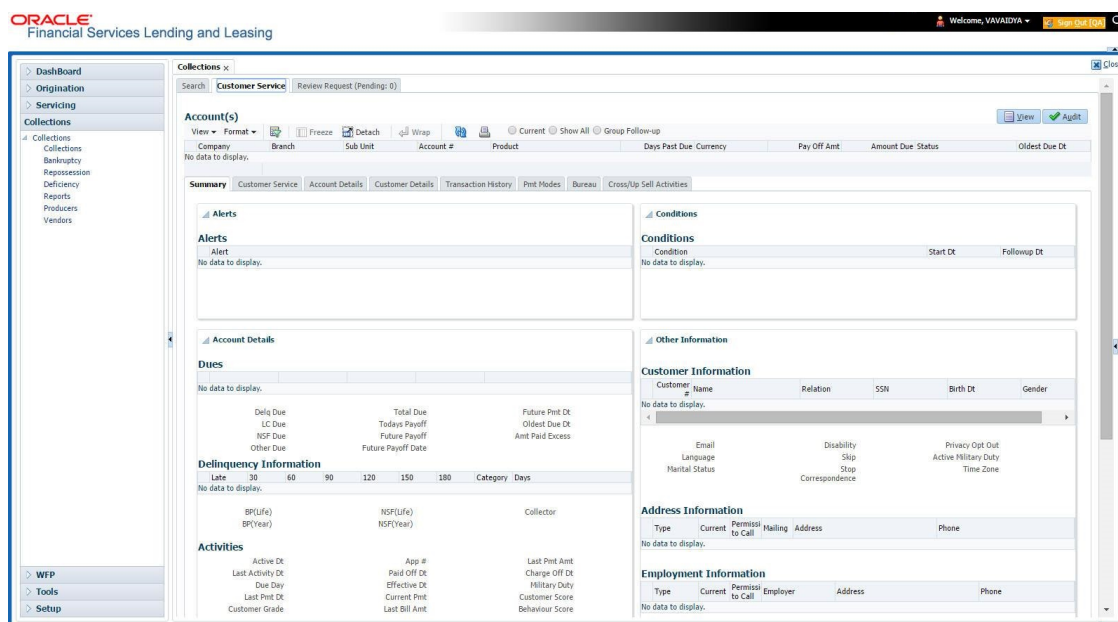 ORACLE
Financial Services Lending and Leasing
Welcome, VAVAIDYA
Sign Out [QA]
DashBoard
Origination
Servicing
Collections
Collections
Collections
Bankruptcy
Repossession
Deficiency
Reports
Producers
Vendors
WFP
Tools
Setup
Collections x
Clos
Search Customer Service Review Request (Pending: 0)
Account(s)
View Audit
View Format Freeze Detach Wrap Current Show All Group Follow-up
Company Branch Sub Unit Account # Product Days Past Due Currency Pay Off Amt Amount Due Status Oldest Due Dt
No data to display.
Summary Customer Service Account Details Customer Details Transaction History Pmt Modes Bureau Cross/Up Sell Activities
Alerts
Alerts
Alert
No data to display.
Conditions
Conditions
Condition Start Dt Followup Dt
No data to display.
Account Details
Dues
No data to display.
Delq Due Total Due Future Pmt Dt
LC Due Todays Payoff Oldest Due Dt
NSF Due Future Payoff Amt Paid Excess
Other Due Future Payoff Date
Delinquency Information
Late 30 60 90 120 150 180 Category Days
No data to display.
BP(Life) NSF(Life) Collector
BP(Year) NSF(Year)
Activities
Active Dt App # Last Pmt Amt
Last Activity Dt Paid Off Dt Charge Off Dt
Due Day Effective Dt Military Duty
Last Pmt Dt Current Pmt Customer Score
Customer Grade Last Bill Amt Behaviour Score
Other Information
Customer Information
Customer # Name Relation SSN Birth Dt Gender
No data to display.
Email Disability Privacy Opt Out
Language Skip Active Military Duty
Marital Status Stop Correspondence Time Zone
Address Information
Type Current Permissi to Call Mailing Address Phone
No data to display.
Employment Information
Type Current Permissi to Call Employer Address Phone
No data to display.